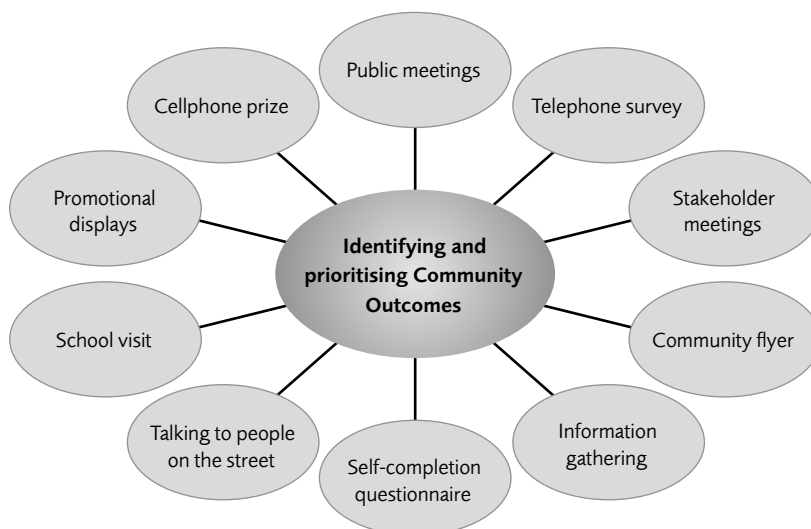 Public meetings
Cellphone prize
Telephone survey
Promotional
displays
Stakeholder
meetings
Identifying and
prioritising Community
Outcomes
School visit
Community flyer
Talking to people
on the street
Information
gathering
Self-completion
questionnaire